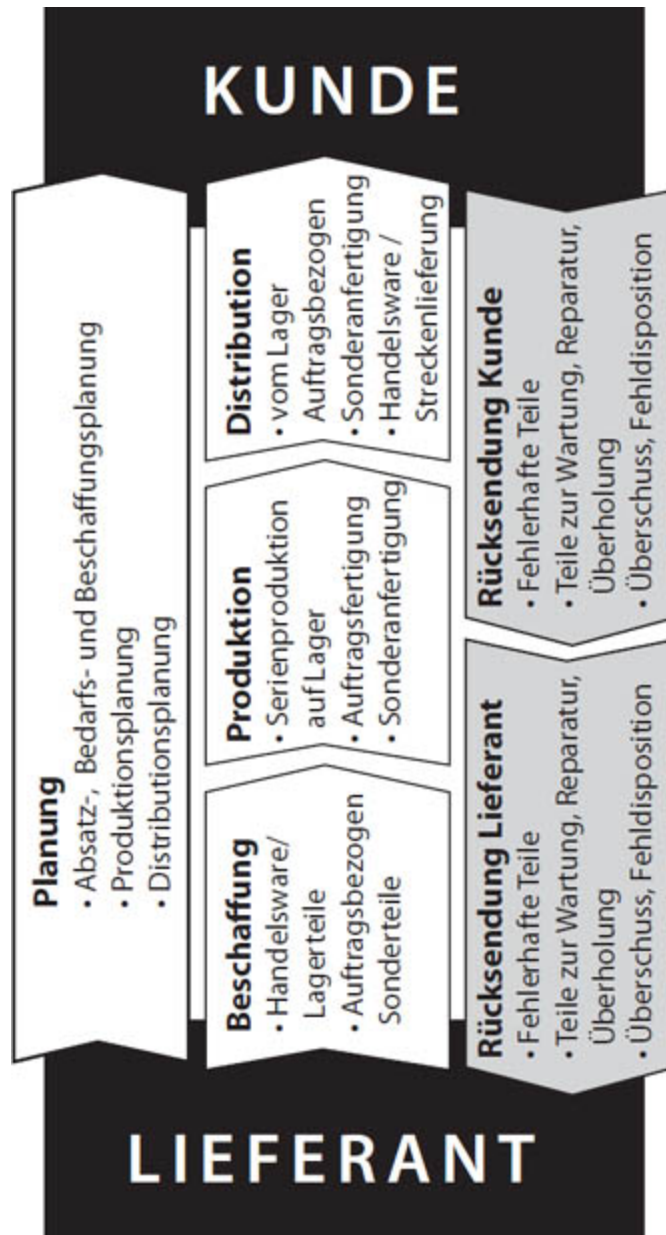 KUNDE
LIEFERANT
Planung
• Absatz-, Bedarfs- und Beschaffungsplanung
• Produktionsplanung
• Distributionsplanung
Beschaffung
• Handelsware/
Lagerteile
• Auftragsbezogen
Sonderteile
Produktion
• Serienproduktion
auf Lager
• Auftragsfertigung
• Sonderanfertigung
Distribution
• vom Lager
Auftragsbezogen
• Sonderanfertigung
• Handelsware /
Streckenlieferung
Rücksendung Lieferant
• Fehlerhafte Teile
• Teile zur Wartung, Reparatur,
Überholung
• Überschuss, Fehldisposition
Rücksendung Kunde
• Fehlerhafte Teile
• Teile zur Wartung, Reparatur,
Überholung
• Überschuss, Fehldisposition